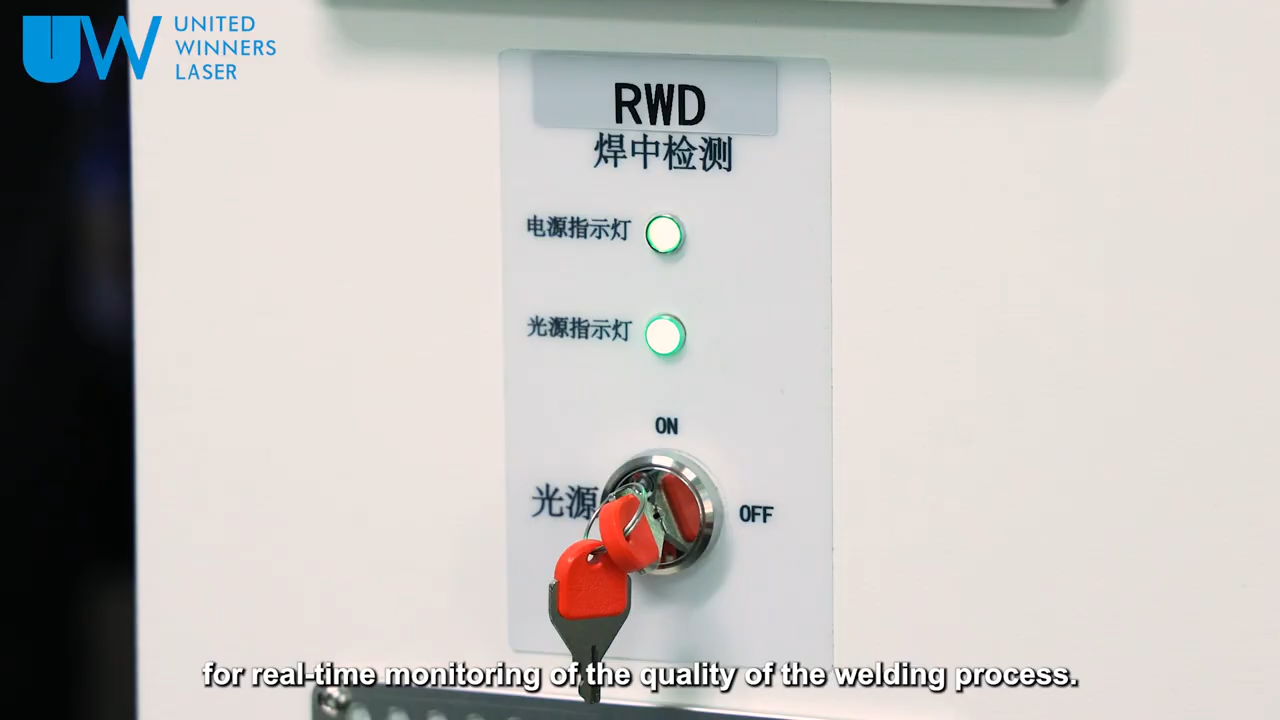 UW
UNITED
WINNERS
LASER
RWD
焊中检测
电源指示灯
光源指示灯
ON
光源
OFF
for real-time monitoring of the quality of the welding process.